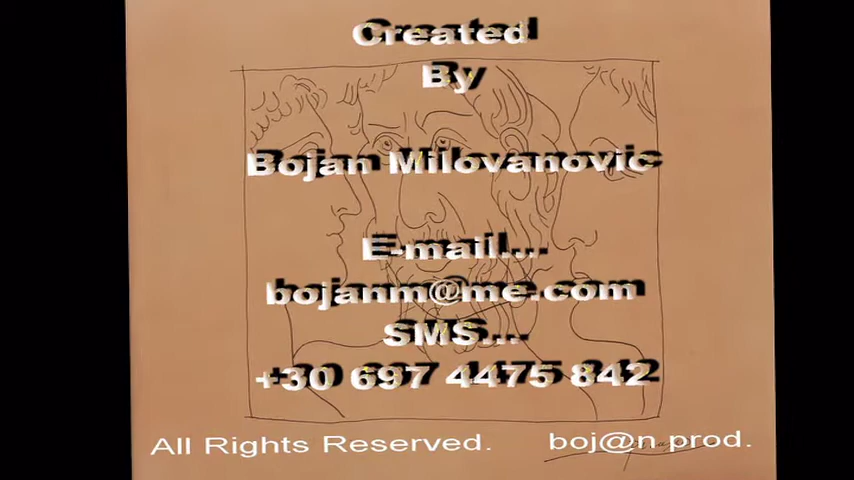 Created
By
Bojan Milovanovic
E-mail...
bojanm@me.com
SMS...
+30 697 4475 842
All Rights Reserved. boj@n prod.